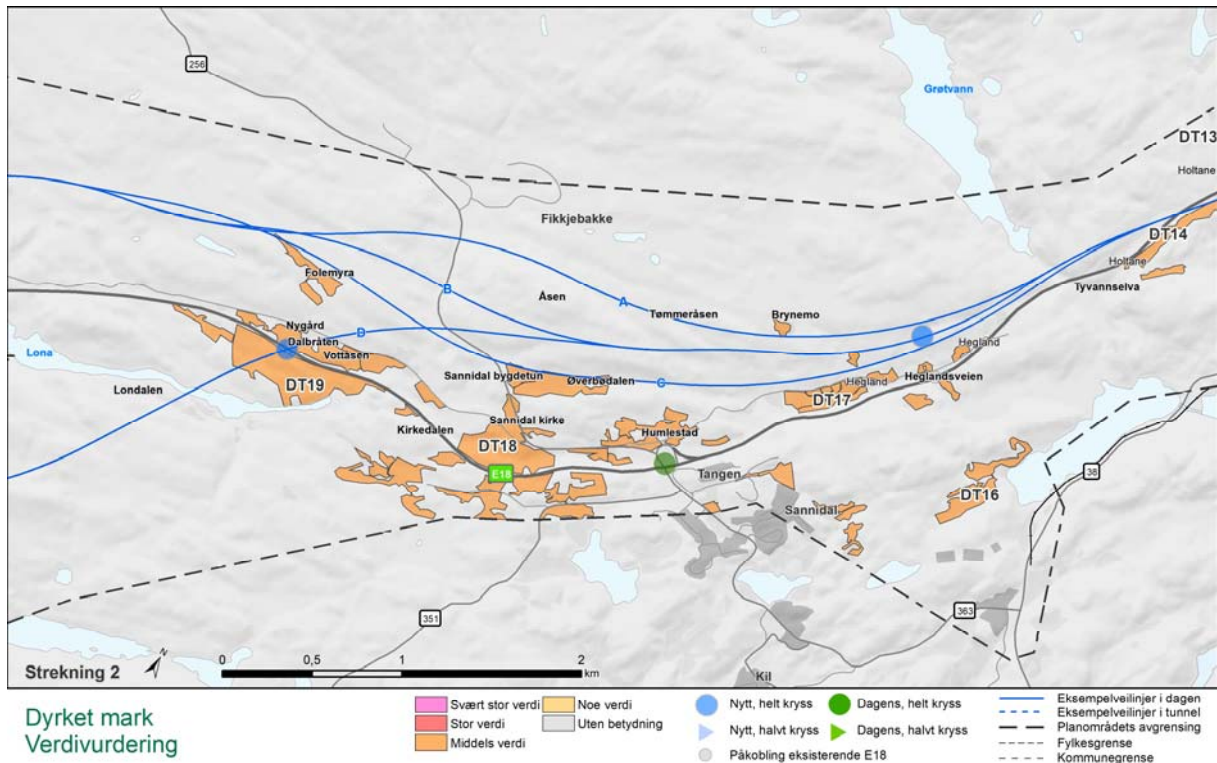 256
Grøtvann
DT13
Holtane
Fikkjebakke
DT14
Holtane
Tyvannselva
Folemyra
B
Åsen
A
Tømmeråsen
Brynemo
Nygård
D
Dalbråten
Vottåsen
Lona
Hegland
Londalen
DT19
Sannidal bygdetun
Øverbødalen
C
Hegland
Heglandsveien
DT17
Kirkedalen
Sannidal kirke
DT18
Humlestad
E18
Tangen
38
DT16
Sannidal
351
363
Kil
Strekning 2
N
0 0,5 1 2
km
Dyrket mark
Verdivurdering
Svært stor verdi
Stor verdi
Middels verdi
Noe verdi
Uten betydning
Nytt, helt kryss
Nytt, halvt kryss
Påkobling eksisterende E18
Dagens, helt kryss
Dagens, halvt kryss
Eksempelveilinjer i dagen
Eksempelveilinjer i tunnel
Planområdets avgrensing
Fylkesgrense
Kommunegrense